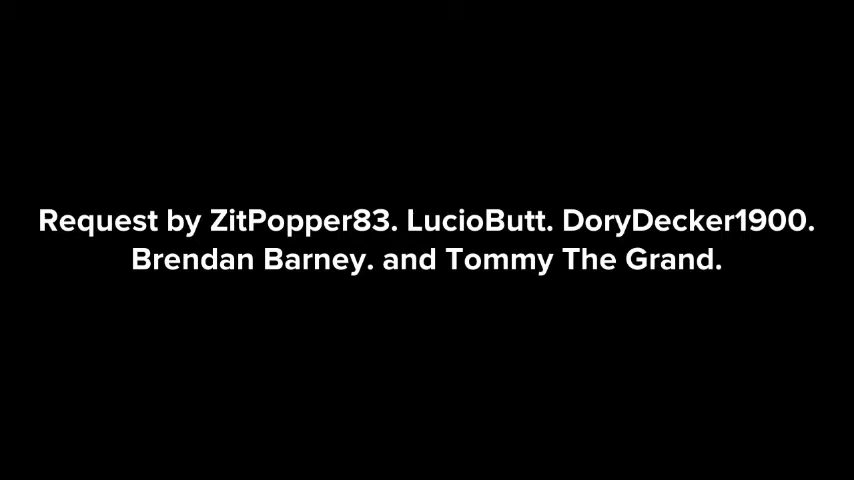 Request by ZitPopper83. LucioButt. DoryDecker1900.
Brendan Barney. and Tommy The Grand.